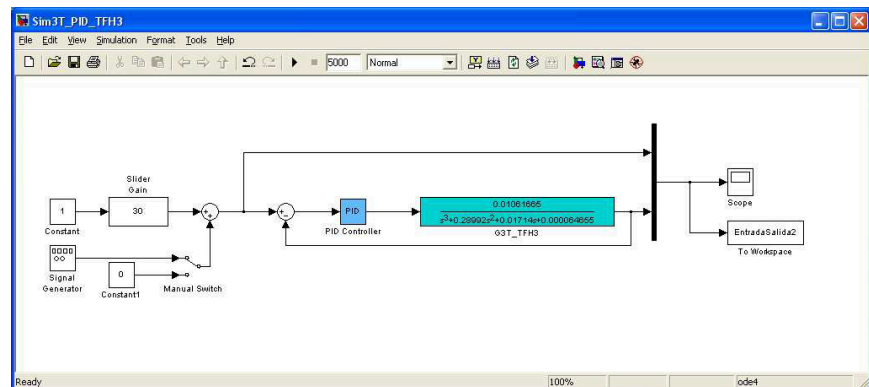 Sim3T_PID_TFH3
File Edit View Simulation Format Tools Help
5000 Normal
Slider
Gain
1
Constant
30
PID
PID Controller
0.01061665
s³+0.28992s²+0.01714s+0.000064655
G3T_TFH3
Scope
EntradaSalida2
To Workspace
Signal
Generator
0
Constant1
Manual Switch
Ready 100% ode4